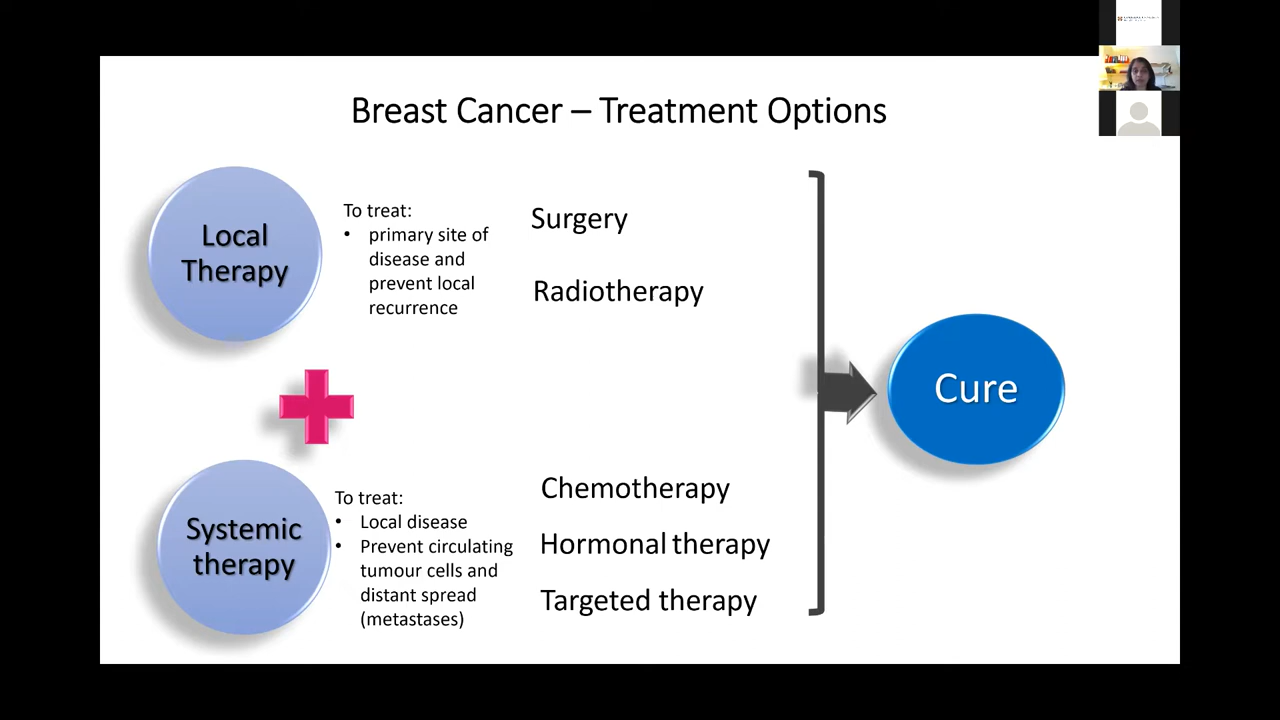 Breast Cancer – Treatment Options
Local
Therapy
To treat:
• primary site of
disease and
prevent local
recurrence
Surgery
Radiotherapy
Cure
Systemic
therapy
To treat:
• Local disease
• Prevent circulating
tumour cells and
distant spread
(metastases)
Chemotherapy
Hormonal therapy
Targeted therapy